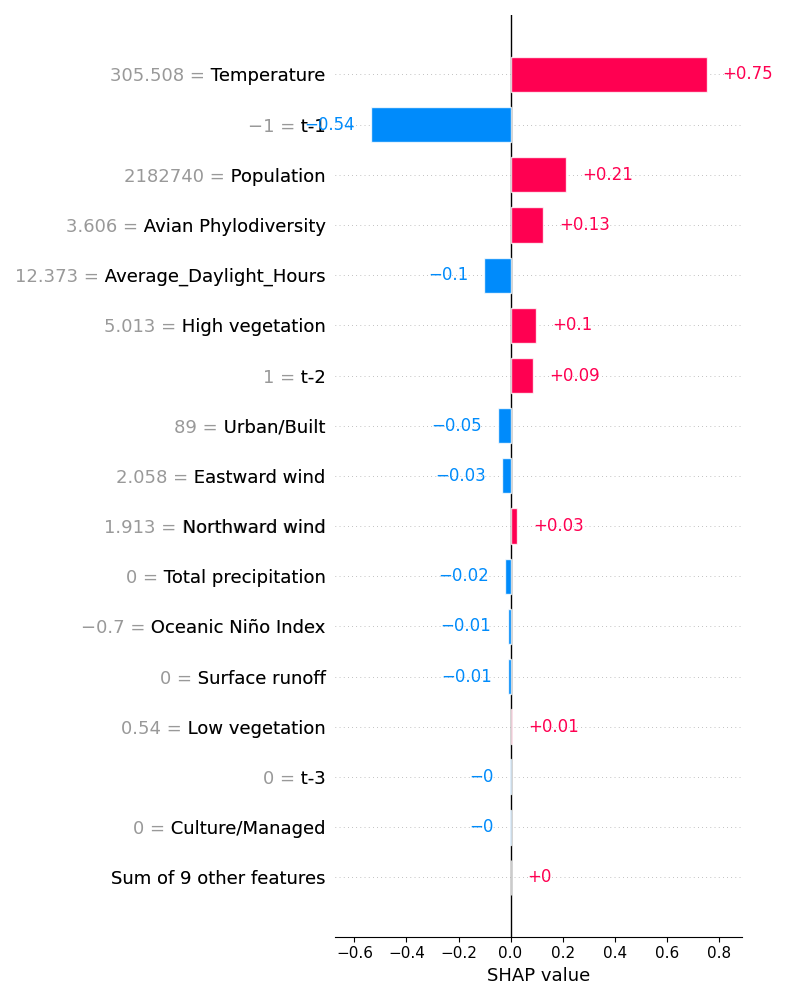 305.508 = Temperature +0.75
−1 = t-1 −0.54
2182740 = Population +0.21
3.606 = Avian Phylodiversity +0.13
12.373 = Average_Daylight_Hours −0.1
5.013 = High vegetation +0.1
1 = t-2 +0.09
89 = Urban/Built −0.05
2.058 = Eastward wind −0.03
1.913 = Northward wind +0.03
0 = Total precipitation −0.02
−0.7 = Oceanic Niño Index −0.01
0 = Surface runoff −0.01
0.54 = Low vegetation +0.01
0 = t-3 −0
0 = Culture/Managed −0
Sum of 9 other features +0
−0.6 −0.4 −0.2 0.0 0.2 0.4 0.6 0.8
SHAP value